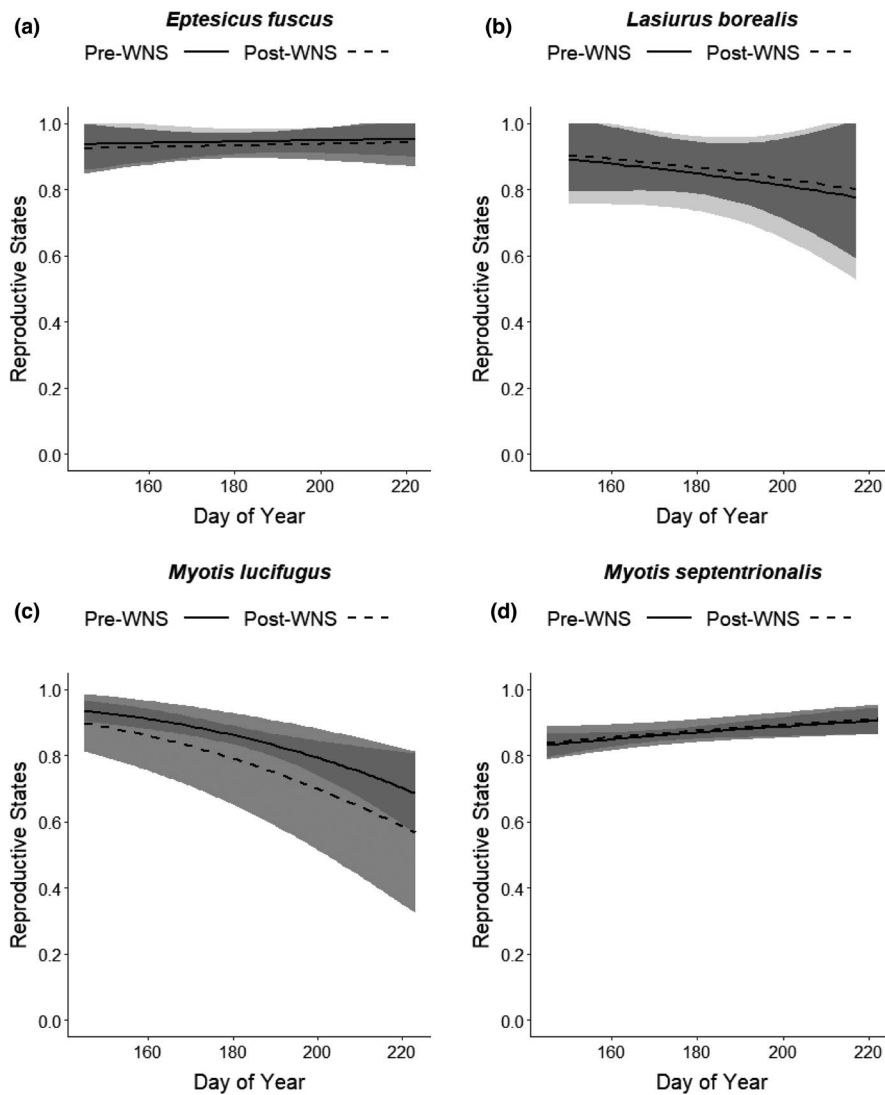 (a) Eptesicus fuscus
Pre-WNS Post-WNS
1.0
0.8
0.6
0.4
0.2
0.0
Reproductive States
160 180 200 220
Day of Year
(b) Lasiurus borealis
Pre-WNS Post-WNS
1.0
0.8
0.6
0.4
0.2
0.0
Reproductive States
160 180 200 220
Day of Year
(c) Myotis lucifugus
Pre-WNS Post-WNS
1.0
0.8
0.6
0.4
0.2
0.0
Reproductive States
160 180 200 220
Day of Year
(d) Myotis septentrionalis
Pre-WNS Post-WNS
1.0
0.8
0.6
0.4
0.2
0.0
Reproductive States
160 180 200 220
Day of Year